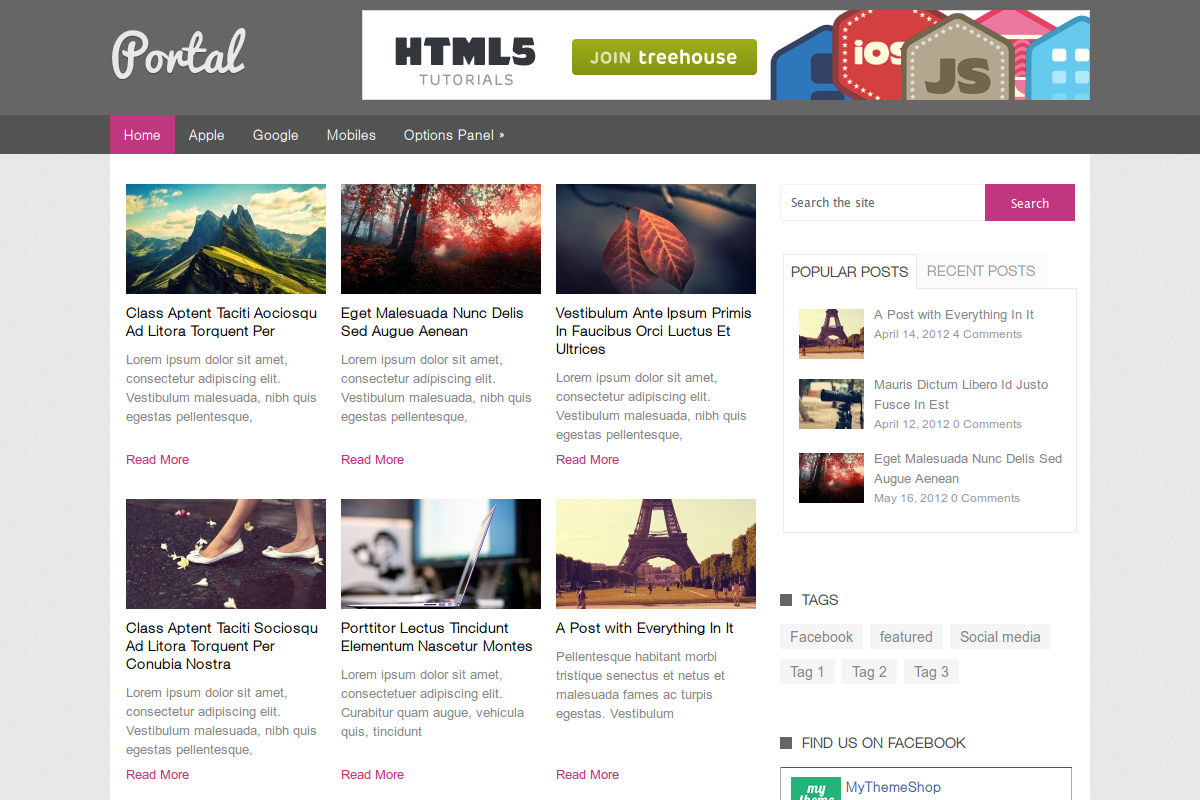 Portal
HTML5
TUTORIALS
JOIN treehouse
iOS
JS
Home
Apple
Google
Mobiles
Options Panel »
Class Aptent Taciti Aociosqu
Ad Litora Torquent Per
Lorem ipsum dolor sit amet,
consectetur adipiscing elit.
Vestibulum malesuada, nibh quis
egestas pellentesque,
Read More
Eget Malesuada Nunc Delis
Sed Augue Aenean
Lorem ipsum dolor sit amet,
consectetur adipiscing elit.
Vestibulum malesuada, nibh quis
egestas pellentesque,
Read More
Vestibulum Ante Ipsum Primis
In Faucibus Orci Luctus Et
Ultrices
Lorem ipsum dolor sit amet,
consectetur adipiscing elit.
Vestibulum malesuada, nibh quis
egestas pellentesque,
Read More
Class Aptent Taciti Sociosqu
Ad Litora Torquent Per
Conubia Nostra
Lorem ipsum dolor sit amet,
consectetur adipiscing elit.
Vestibulum malesuada, nibh quis
egestas pellentesque,
Read More
Porttitor Lectus Tincidunt
Elementum Nascetur Montes
Lorem ipsum dolor sit amet,
consectetuer adipiscing elit.
Curabitur quam augue, vehicula
quis, tincidunt
Read More
A Post with Everything In It
Pellentesque habitant morbi
tristique senectus et netus et
malesuada fames ac turpis
egestas. Vestibulum
Read More
Search the site
Search
POPULAR POSTS
RECENT POSTS
A Post with Everything In It
April 14, 2012 4 Comments
Mauris Dictum Libero Id Justo
Fusce In Est
April 12, 2012 0 Comments
Eget Malesuada Nunc Delis Sed
Augue Aenean
May 16, 2012 0 Comments
TAGS
Facebook
featured
Social media
Tag 1
Tag 2
Tag 3
FIND US ON FACEBOOK
my
theme
MyThemeShop